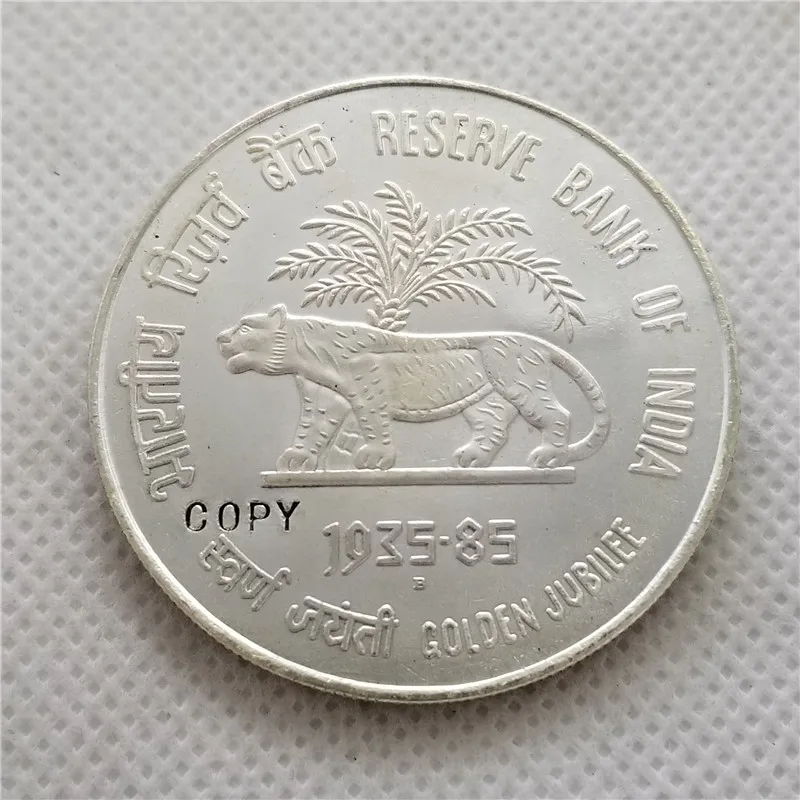 भारतीय रिज़र्व बैंक RESERVE BANK OF INDIA
COPY
1935-85
B
स्वर्ण जयंती GOLDEN JUBILEE